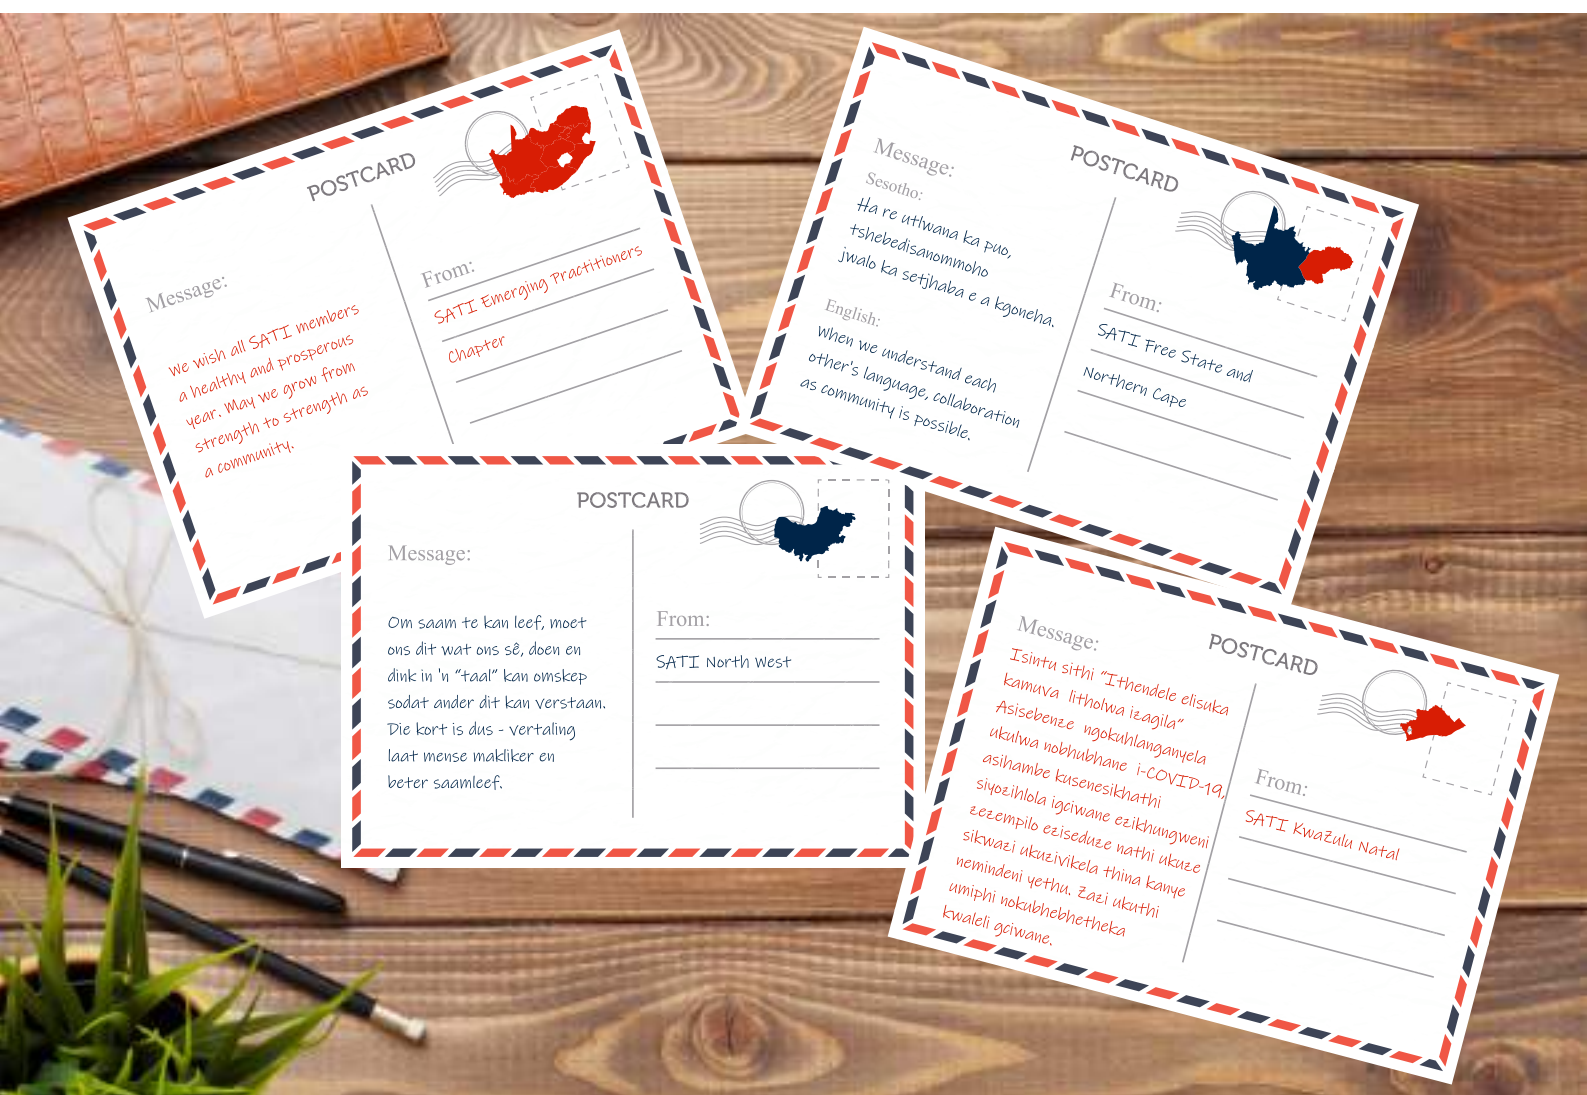 POSTCARD
Message:
We wish all SATI members
a healthy and prosperous
year. May we grow from
strength to strength as
a community.
From:
SATI Emerging Practitioners
Chapter
POSTCARD
Message:
Sesotho:
Ha re utlwana ka puo,
tshebedisanommoho
jwalo ka setjhaba e a kgoneha.
English:
When we understand each
other's language, collaboration
as community is possible.
From:
SATI Free State and
Northern Cape
POSTCARD
Message:
Om saam te kan leef, moet
ons dit wat ons sê, doen en
dink in 'n "taal" kan omskep
sodat ander dit kan verstaan.
Die kort is dus - vertaling
laat mense makliker en
beter saamleef.
From:
SATI North West
POSTCARD
Message:
Isintu sithi "Ithendele elisuka
kamuva litholwa izagila"
Asisebenze ngokuhlanganyela
ukulwa nobhubhane i-COVID-19,
asihambe kusenesikhathi
siyozihlola igciwane ezikhungweni
zezempilo eziseduze nathi ukuze
sikwazi ukuzivikela thina kanye
nemindeni yethu. Zazi ukuthi
umiphi nokubhebhetheka
kwaleli gciwane.
From:
SATI KwaZulu Natal